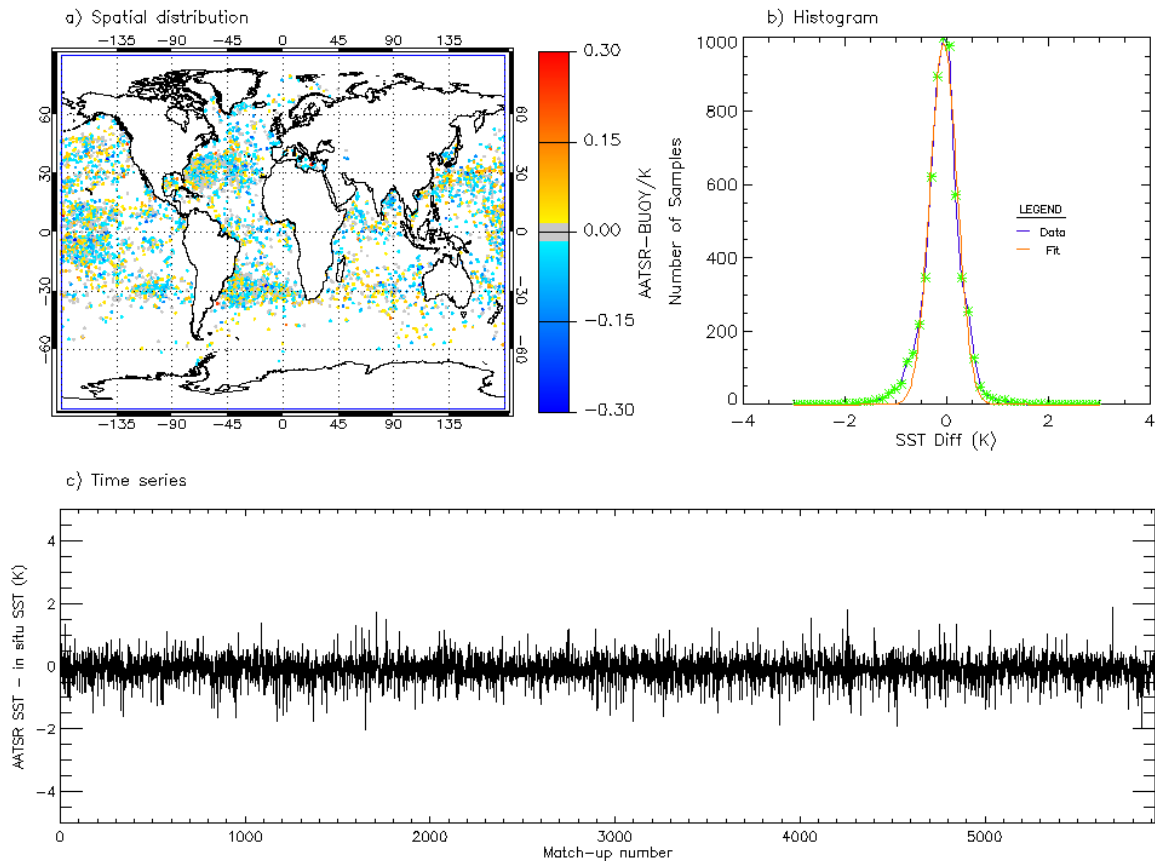 a) Spatial distribution
b) Histogram
−135 −90 −45 0 45 90 135
60 30 0 −30 −60
60 30 0 −30 −60
−135 −90 −45 0 45 90 135
0.30
0.15
0.00
−0.15
−0.30
AATSR−BUOY/K
Number of Samples
1000
800
600
400
200
0
−4 −2 0 2 4
SST Diff (K)
LEGEND
Data
Fit
c) Time series
AATSR SST − in situ SST (K)
4
2
0
−2
−4
0 1000 2000 3000 4000 5000
Match−up number